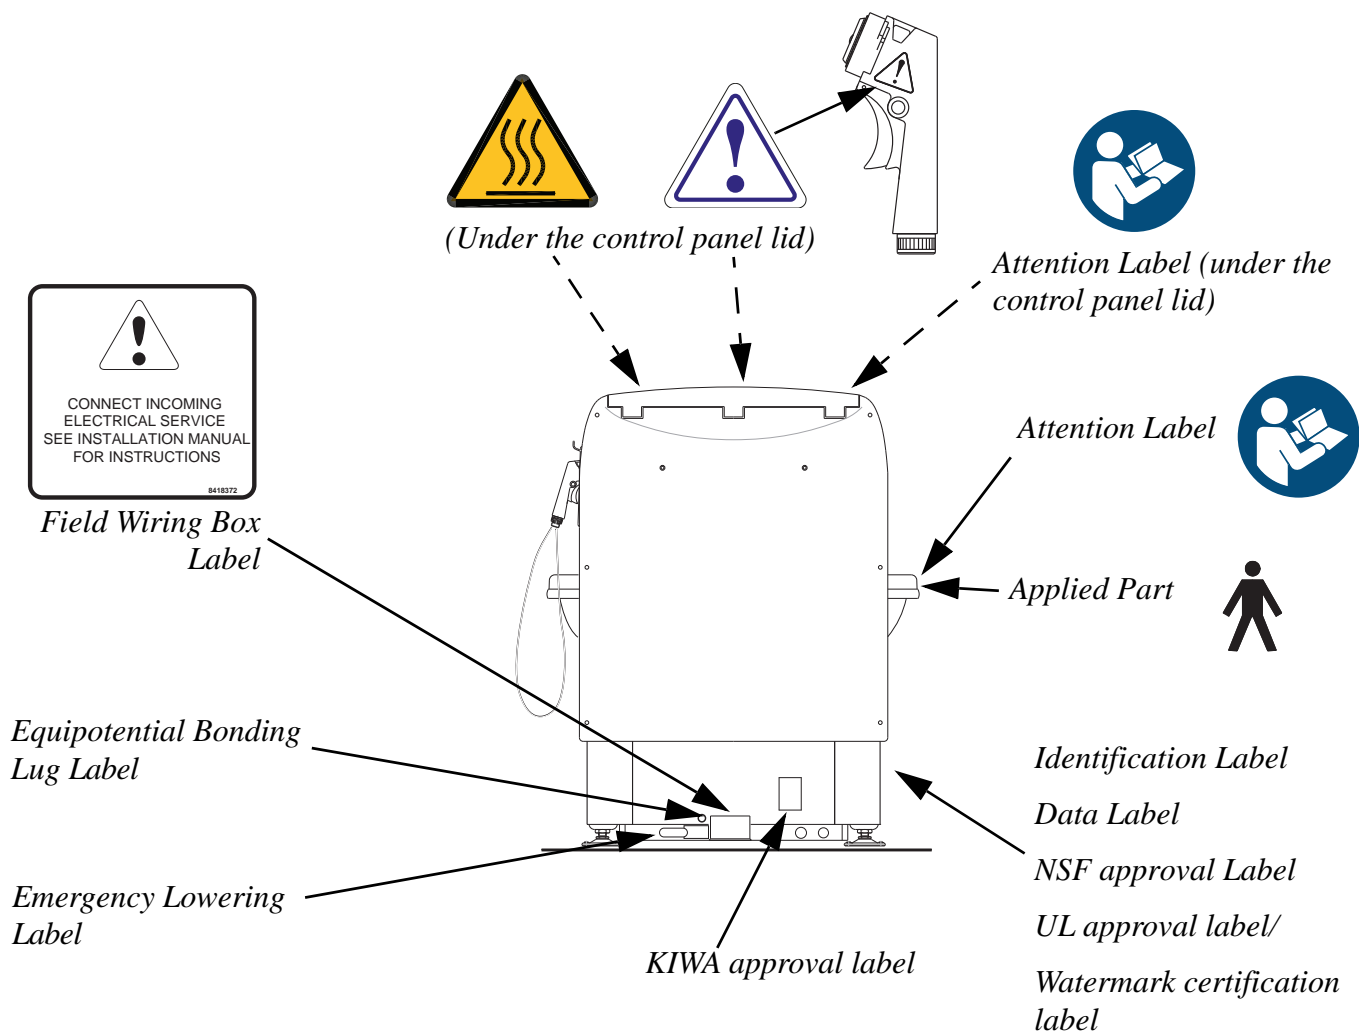 (Under the control panel lid)
Attention Label (under the
control panel lid)
CONNECT INCOMING
ELECTRICAL SERVICE
SEE INSTALLATION MANUAL
FOR INSTRUCTIONS
8418372
Field Wiring Box
Label
Attention Label
Applied Part
Equipotential Bonding
Lug Label
Emergency Lowering
Label
KIWA approval label
Identification Label
Data Label
NSF approval Label
UL approval label/
Watermark certification
label